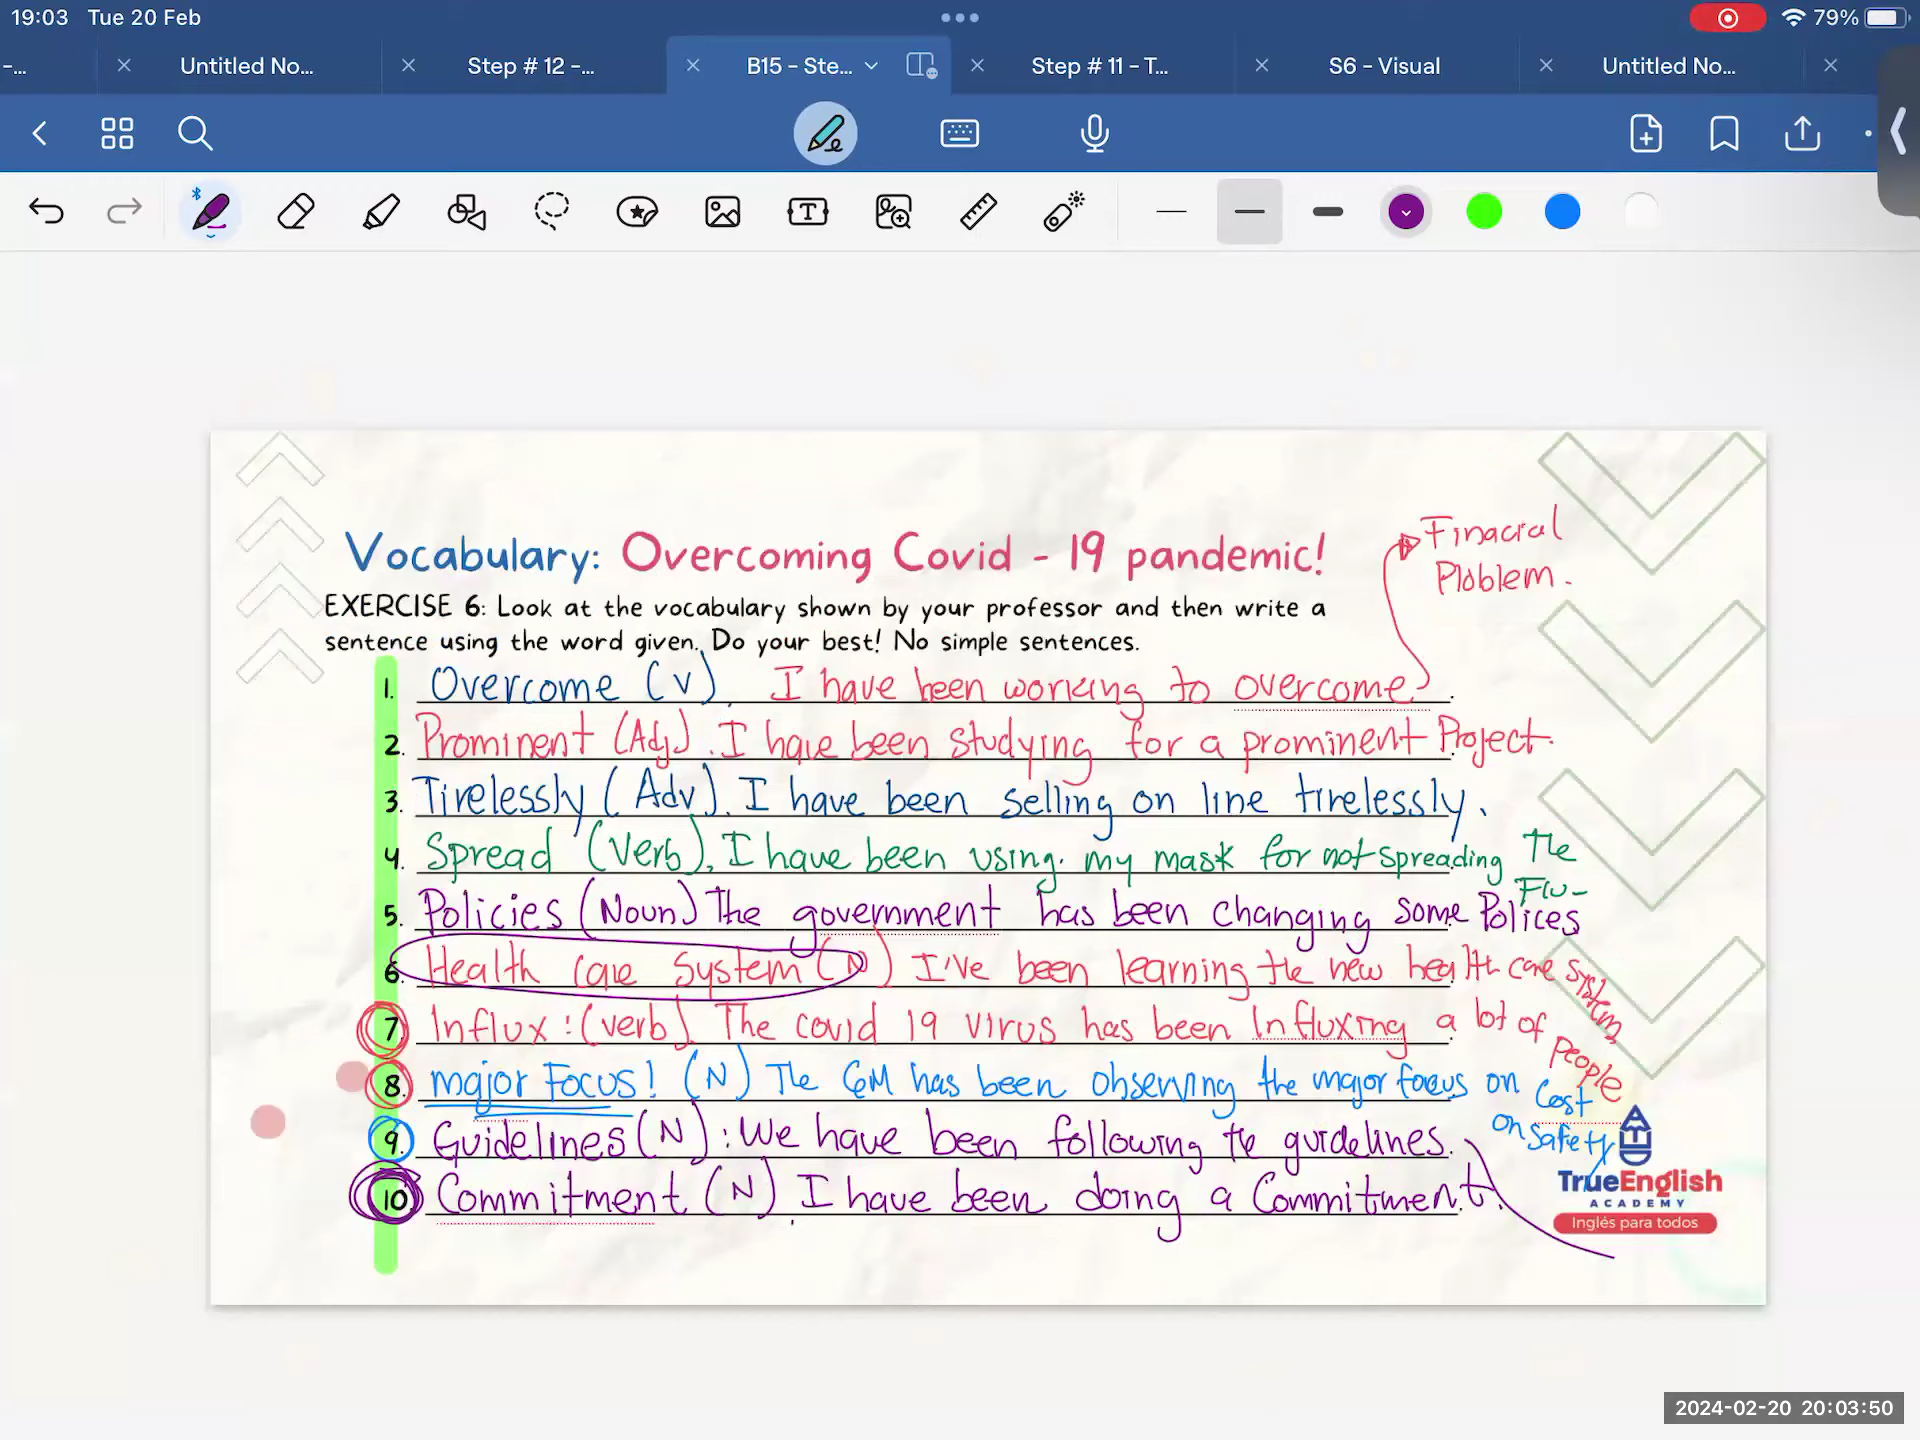 19:03 Tue 20 Feb
79%
-...
Untitled No...
Step # 12 -...
B15 - Ste...
Step # 11 - T...
S6 - Visual
Untitled No...
Finacial
Ploblem.
Vocabulary: Overcoming Covid - 19 pandemic!
EXERCISE 6: Look at the vocabulary shown by your professor and then write a
sentence using the word given. Do your best! No simple sentences.
1. Overcome (V). I have been working to overcome.
2. Prominent (Adj). I have been studying for a prominent Project.
3. Tirelessly (Adv). I have been selling on line tirelessly.
4. Spread (Verb). I have been using my mask for not spreading the
Flu-
5. Policies (Noun) The government has been changing some Polices
6. Health care System (N) I've been learning the new health care system
7. Influx: (verb). The covid 19 virus has been Influxing a lot of people
8. major Focus! (N) The GM has been observing the major focus on Cost
on Safiety
9. Guidelines (N): We have been following the guidelines.
10. Commitment (N). I have been doing a Commitment.
TrueEnglish
ACADEMY
Inglés para todos
2024-02-20 20:03:50